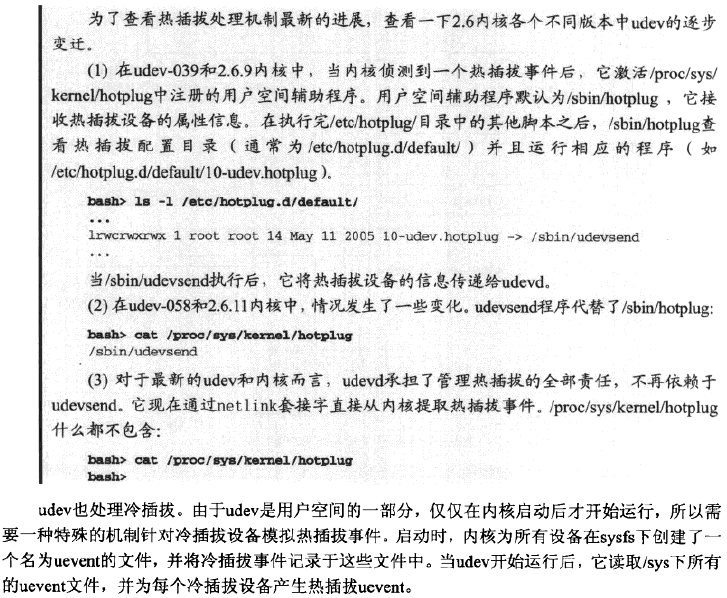 为了查看热插拔处理机制最新的进展，查看一下2.6内核各个不同版本中udev的逐步
变迁。
(1) 在udev-039和2.6.9内核中，当内核侦测到一个热插拔事件后，它激活/proc/sys/
kernel/hotplug中注册的用户空间辅助程序。用户空间辅助程序默认为/sbin/hotplug，它接
收热插拔设备的属性信息。在执行完/etc/hotplug/目录中的其他脚本之后，/sbin/hotplug查
看热插拔配置目录（通常为/etc/hotplug.d/default/）并且运行相应的程序（如
/etc/hotplug.d/default/10-udev.hotplug）。
bash> ls -l /etc/hotplug.d/default/
...
lrwcrwxrwx 1 root root 14 May 11 2005 10-udev.hotplug -> /sbin/udevsend
...
当/sbin/udevsend执行后，它将热插拔设备的信息传递给udevd。
(2) 在udev-058和2.6.11内核中，情况发生了一些变化。udevsend程序代替了/sbin/hotplug:
bash> cat /proc/sys/kernel/hotplug
/sbin/udevsend
(3) 对于最新的udev和内核而言，udevd承担了管理热插拔的全部责任，不再依赖于
udevsend。它现在通过netlink套接字直接从内核提取热插拔事件。/proc/sys/kernel/hotplug
什么都不包含：
bash> cat /proc/sys/kernel/hotplug
bash>
udev也处理冷插拔。由于udev是用户空间的一部分，仅仅在内核启动后才开始运行，所以需
要一种特殊的机制针对冷插拔设备模拟热插拔事件。启动时，内核为所有设备在sysfs下创建了一
个名为uevent的文件，并将冷插拔事件记录于这些文件中。当udev开始运行后，它读取/sys下所有
的uevent文件，并为每个冷插拔设备产生热插拔uevent。